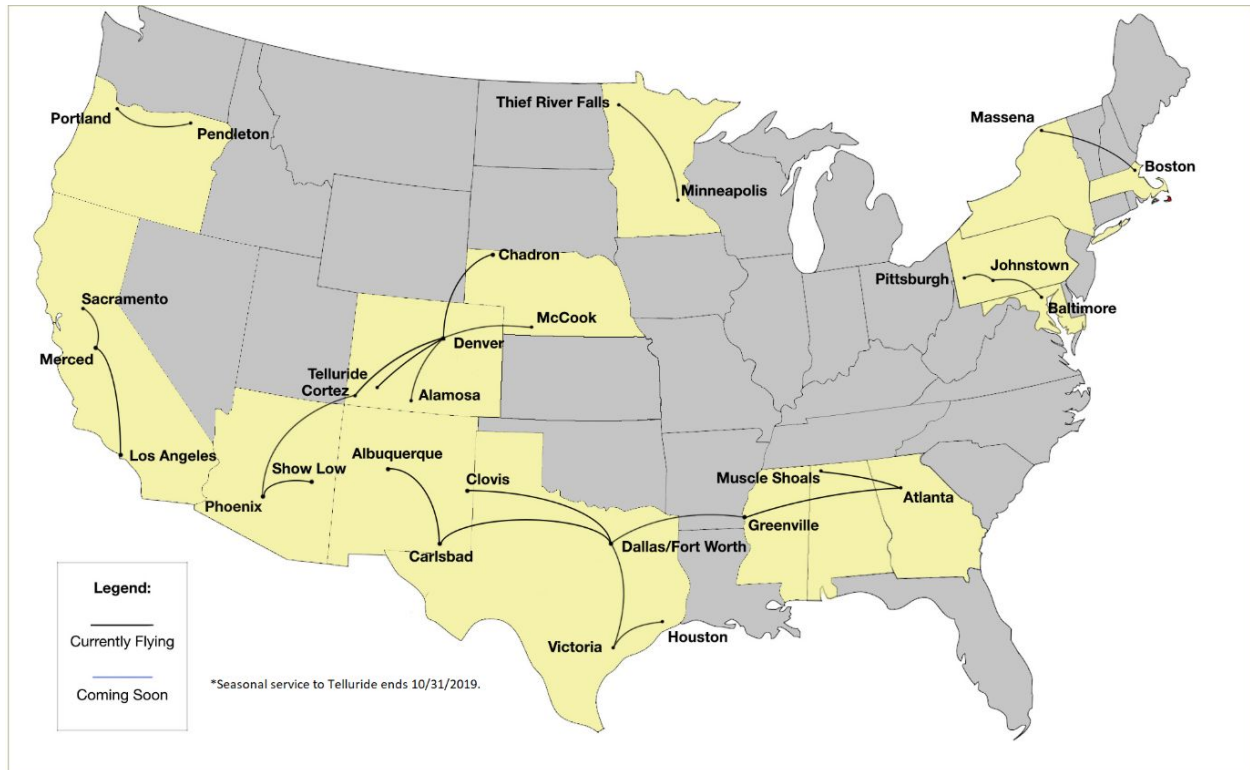 Thief River Falls
Massena
Portland
Pendleton
Boston
Minneapolis
Chadron
Johnstown
Pittsburgh
Sacramento
Baltimore
McCook
Denver
Merced
Telluride
Cortez
Alamosa
Albuquerque
Los Angeles
Show Low
Clovis
Muscle Shoals
Atlanta
Phoenix
Greenville
Carlsbad
Dallas/Fort Worth
Legend:
Houston
Victoria
Currently Flying
*Seasonal service to Telluride ends 10/31/2019.
Coming Soon